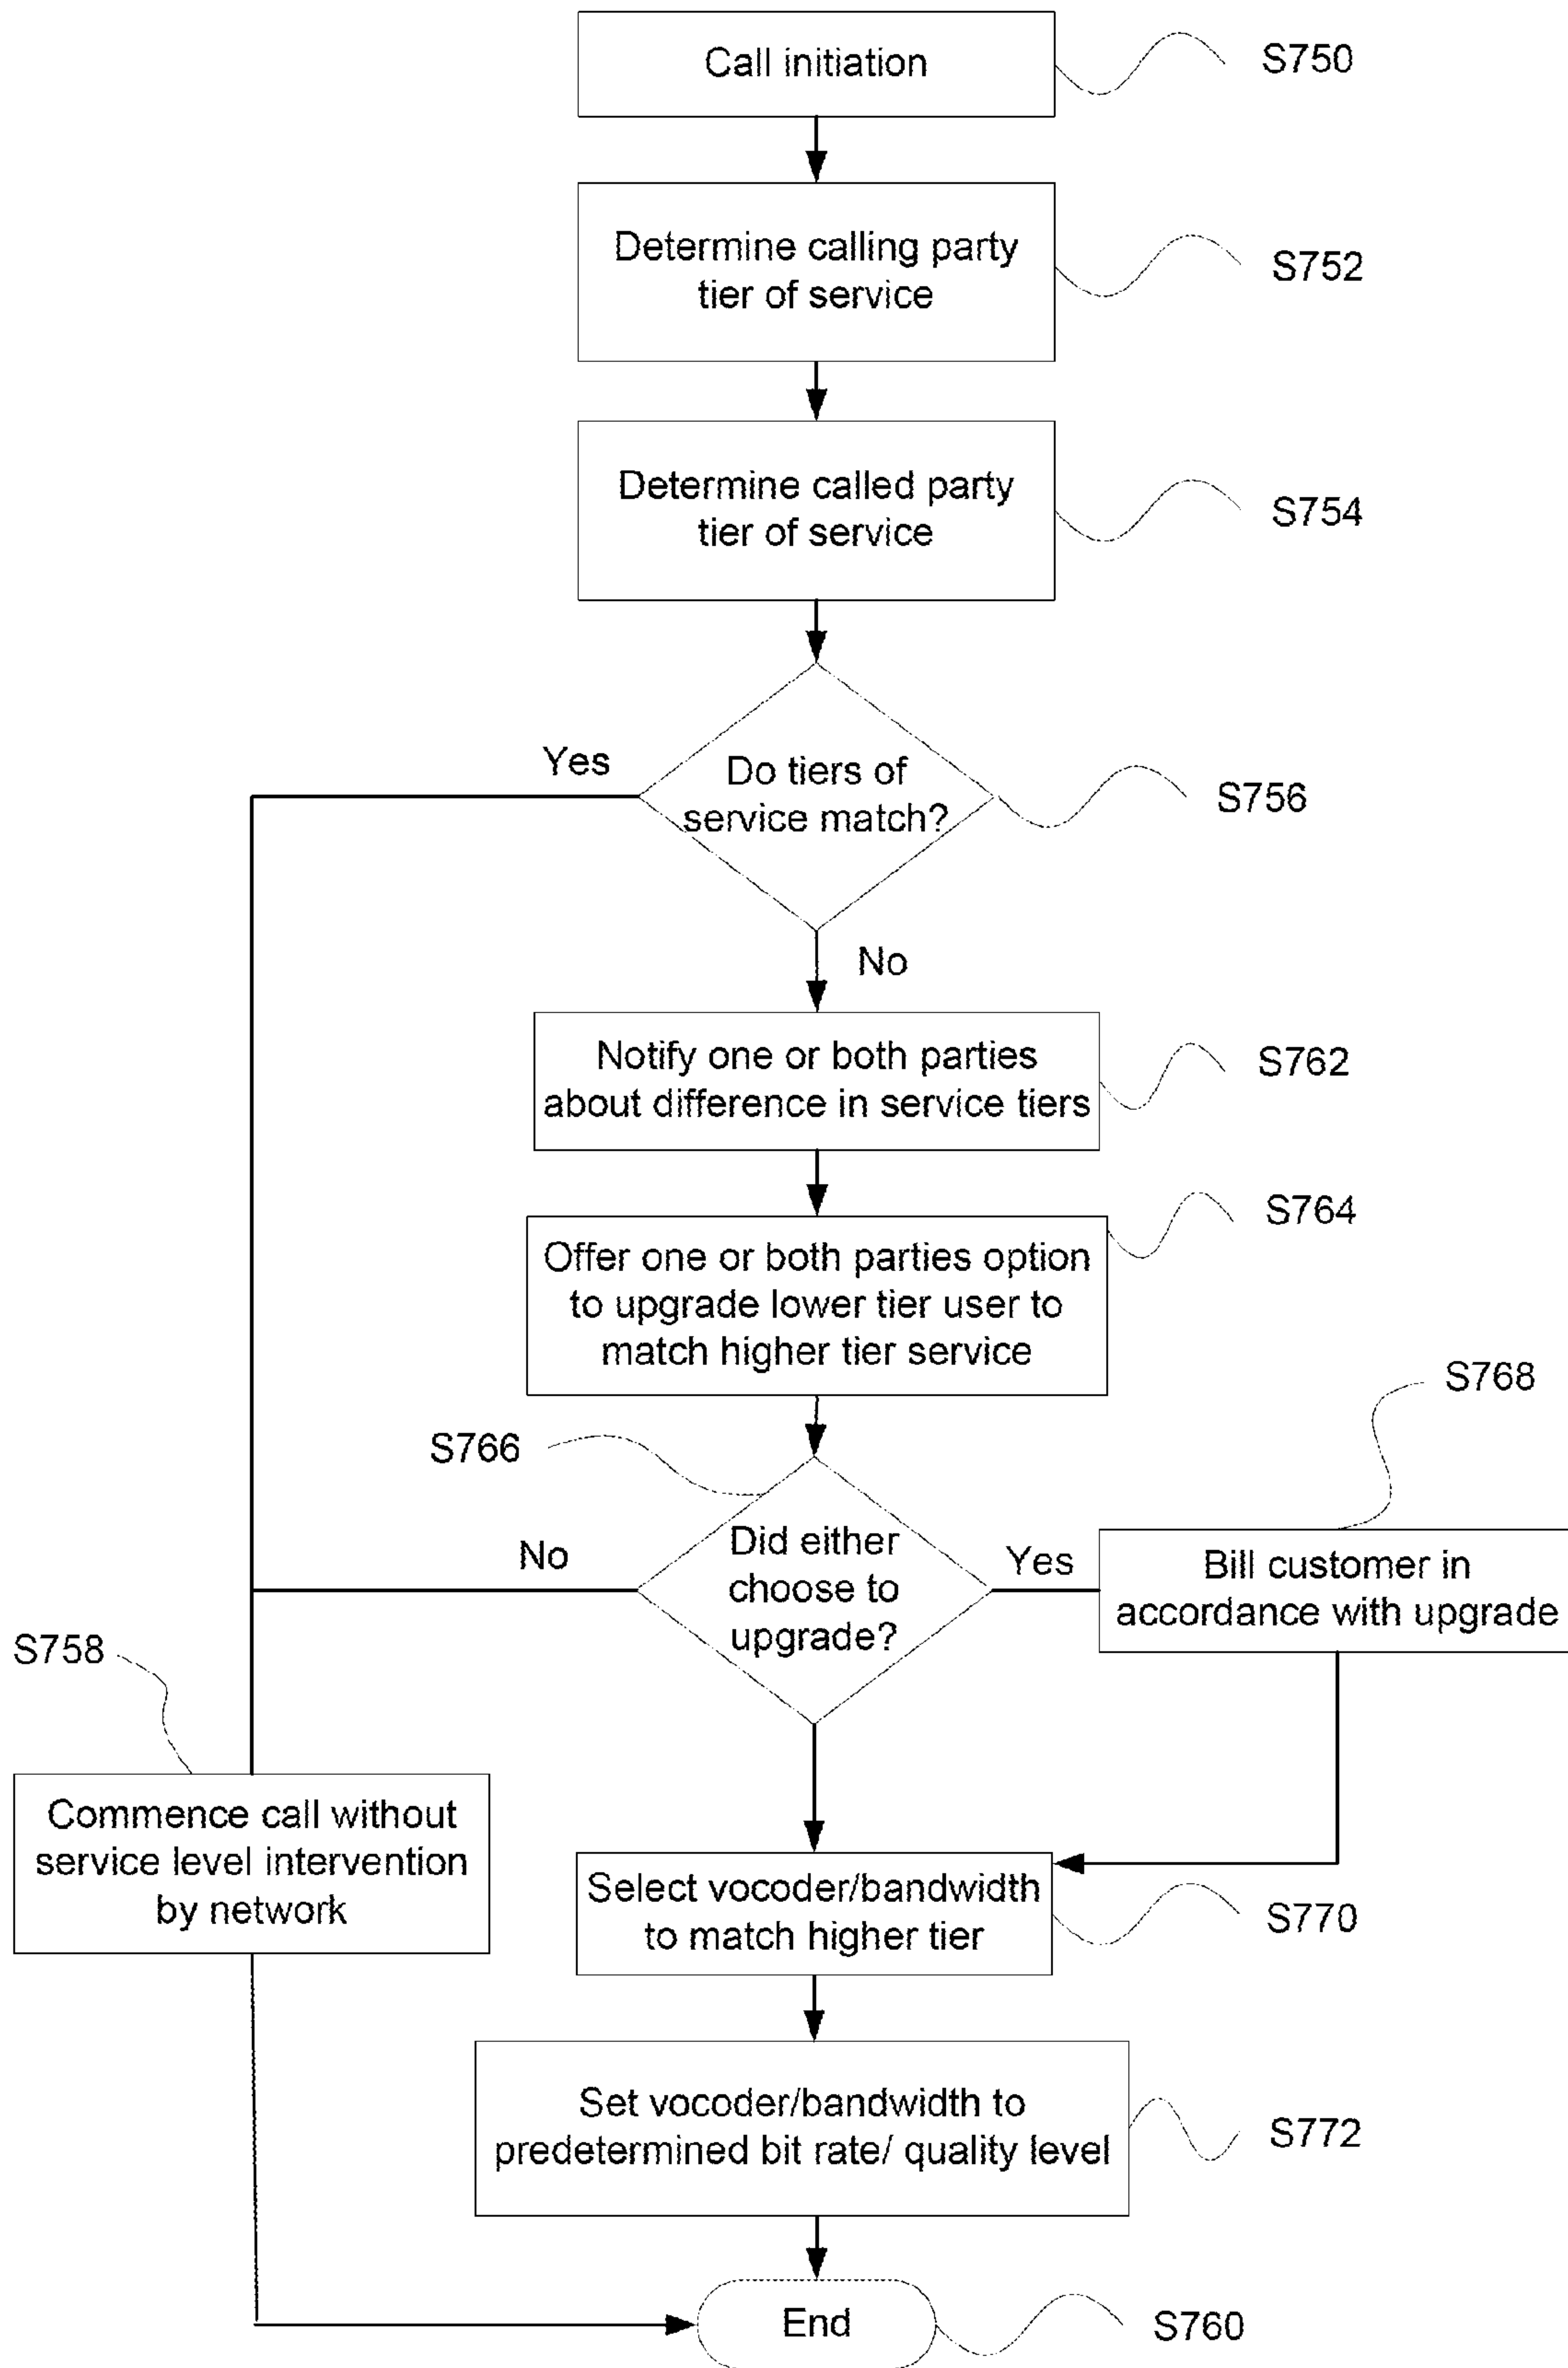 Call initiation
S750
Determine calling party
tier of service
S752
Determine called party
tier of service
S754
Yes
Do tiers of
service match?
S756
No
Notify one or both parties
about difference in service tiers
S762
Offer one or both parties option
to upgrade lower tier user to
match higher tier service
S764
S768
S766
Did either
choose to
upgrade?
No
Yes
Bill customer in
accordance with upgrade
S758
Commence call without
service level intervention
by network
Select vocoder/bandwidth
to match higher tier
S770
Set vocoder/bandwidth to
predetermined bit rate/ quality level
S772
End
S760